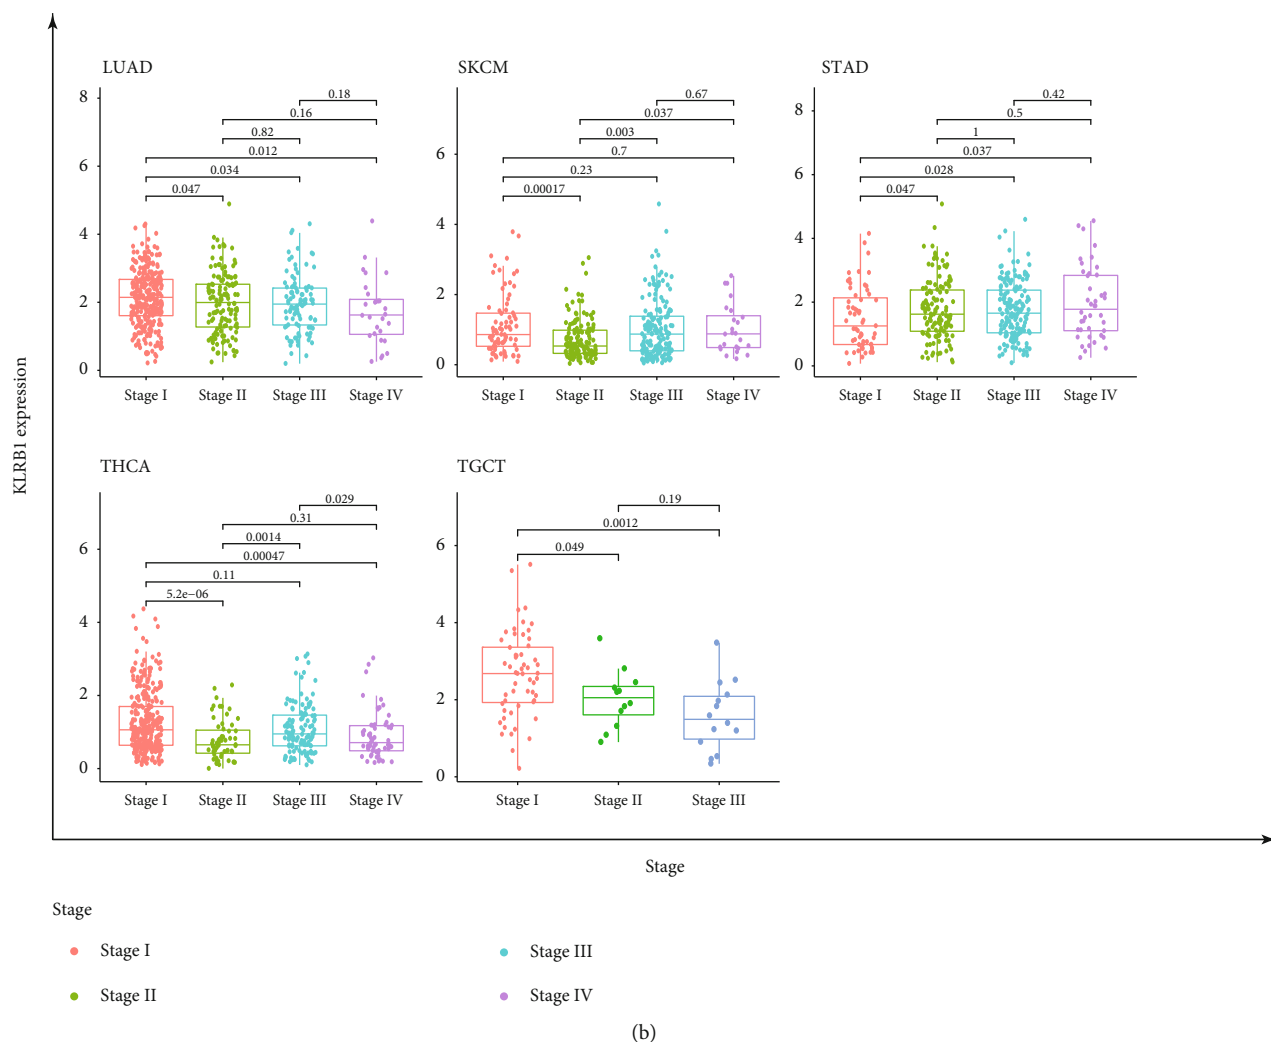 KLRB1 expression
LUAD
8
6
4
2
0
0.18
0.16
0.82
0.012
0.034
0.047
Stage I Stage II Stage III Stage IV
SKCM
6
4
2
0
0.67
0.037
0.003
0.7
0.23
0.00017
Stage I Stage II Stage III Stage IV
STAD
8
6
4
2
0
0.42
0.5
1
0.037
0.028
0.047
Stage I Stage II Stage III Stage IV
THCA
6
4
2
0
0.029
0.31
0.0014
0.00047
0.11
5.2e−06
Stage I Stage II Stage III Stage IV
TGCT
6
4
2
0
0.19
0.0012
0.049
Stage I Stage II Stage III
Stage
Stage
Stage I
Stage II
Stage III
Stage IV
(b)